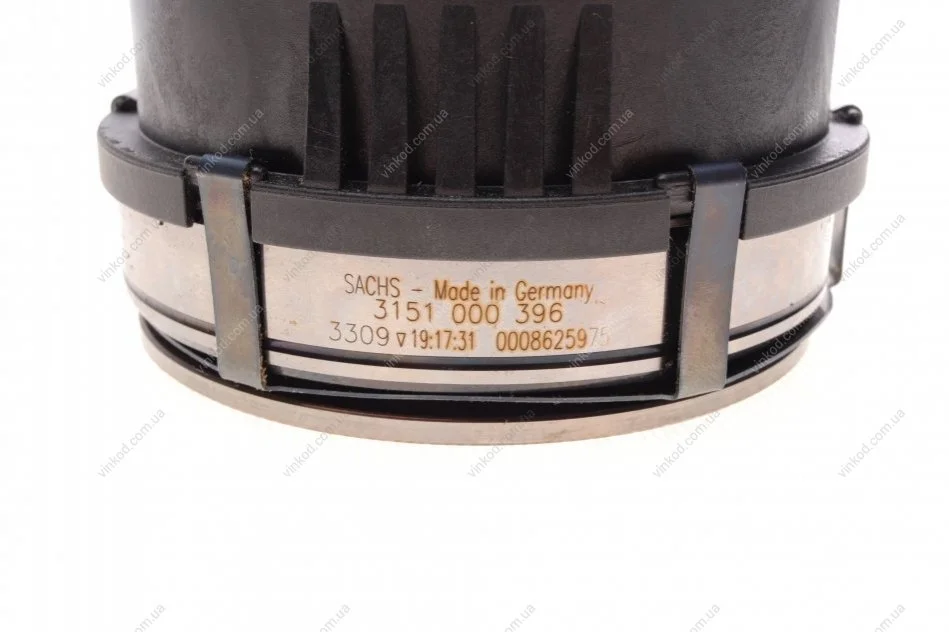 SACHS - Made in Germany
3151 000 396
3309 ▽ 19:17:31 0008625975
vinkod.com.ua